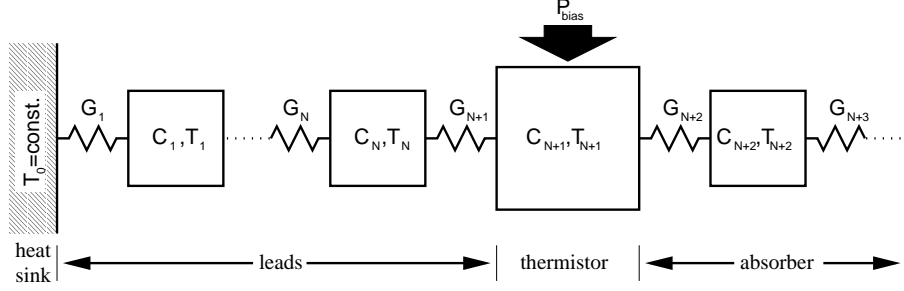 P_bias
T_0=const.
G_1
C_1,T_1
G_N
C_N,T_N
G_N+1
C_N+1,T_N+1
G_N+2
C_N+2,T_N+2
G_N+3
heat
sink
leads
thermistor
absorber